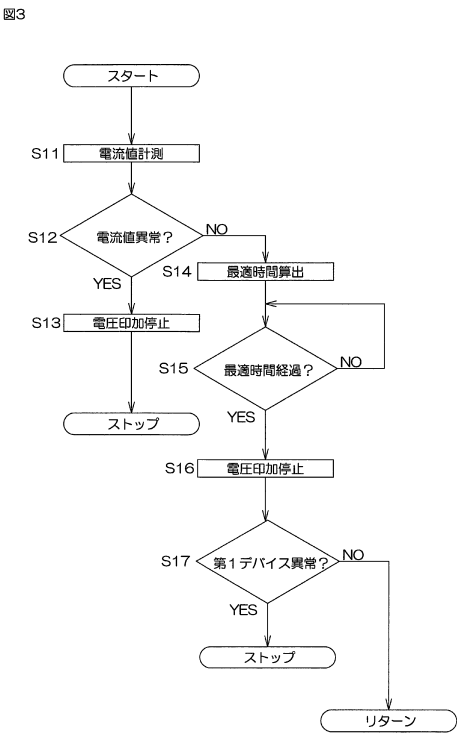 図3
スタート
S11 電流値計測
S12 電流値異常？ NO
YES
S14 最適時間算出
S13 電圧印加停止
S15 最適時間経過？ NO
YES
ストップ
S16 電圧印加停止
S17 第1デバイス異常？ NO
YES
ストップ
リターン